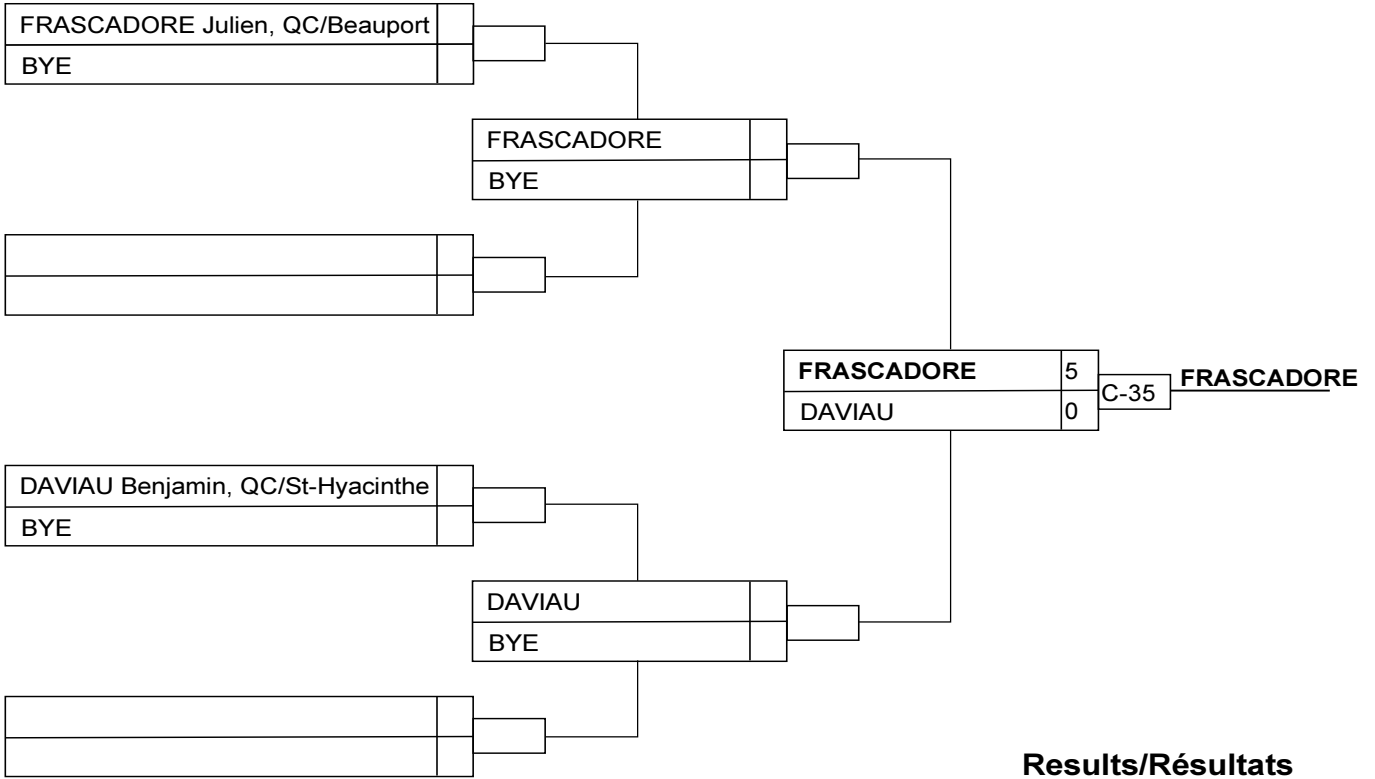 FRASCADORE Julien, QC/Beauport
BYE
FRASCADORE
BYE
FRASCADORE 5
DAVIAU 0
C-35
FRASCADORE
DAVIAU Benjamin, QC/St-Hyacinthe
BYE
DAVIAU
BYE
Results/Résultats